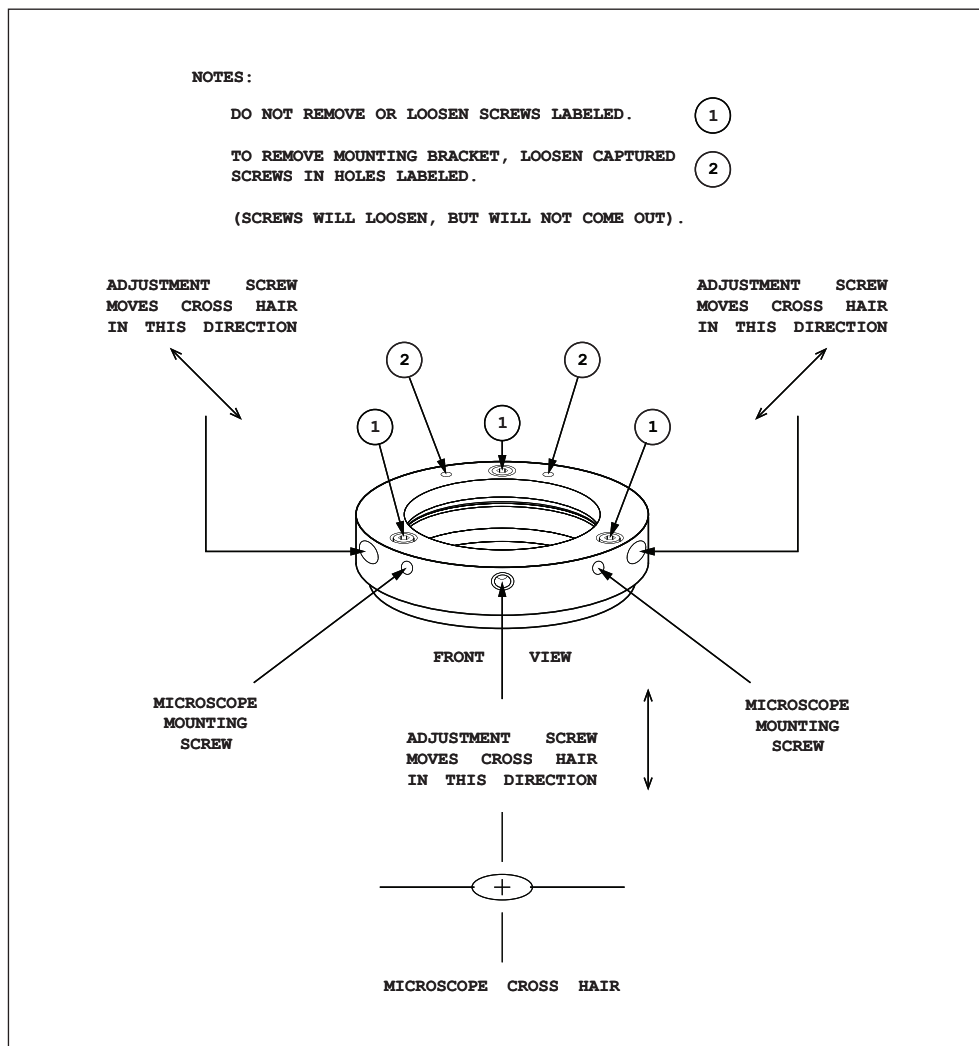 NOTES:
DO NOT REMOVE OR LOOSEN SCREWS LABELED.
1
TO REMOVE MOUNTING BRACKET, LOOSEN CAPTURED
SCREWS IN HOLES LABELED.
2
(SCREWS WILL LOOSEN, BUT WILL NOT COME OUT).
ADJUSTMENT SCREW
MOVES CROSS HAIR
IN THIS DIRECTION
ADJUSTMENT SCREW
MOVES CROSS HAIR
IN THIS DIRECTION
2
2
1
1
1
FRONT VIEW
MICROSCOPE
MOUNTING
SCREW
MICROSCOPE
MOUNTING
SCREW
ADJUSTMENT SCREW
MOVES CROSS HAIR
IN THIS DIRECTION
MICROSCOPE CROSS HAIR